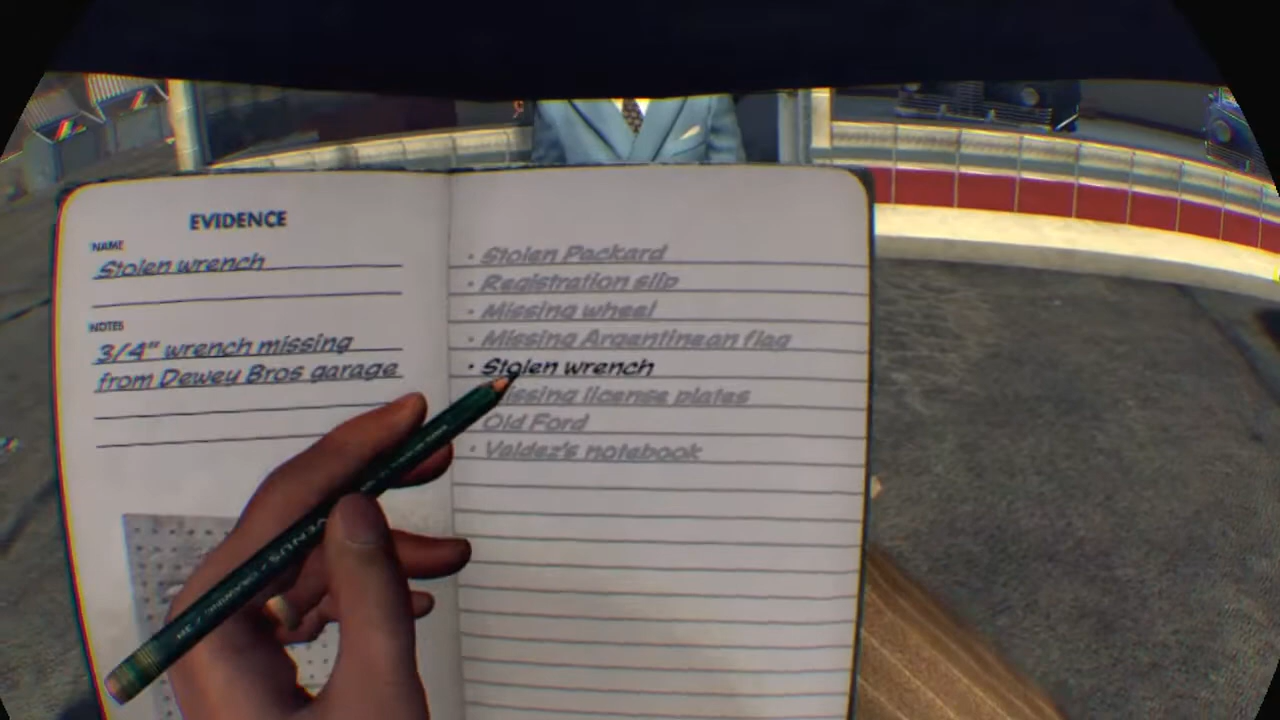 EVIDENCE
NAME
Stolen wrench
NOTES
3/4" wrench missing
from Dewey Bros garage
• Stolen Packard
• Registration slip
• Missing wheel
• Missing Argentinean flag
• Stolen wrench
issing license plates
• Old Ford
• Valdez's notebook
VENUS